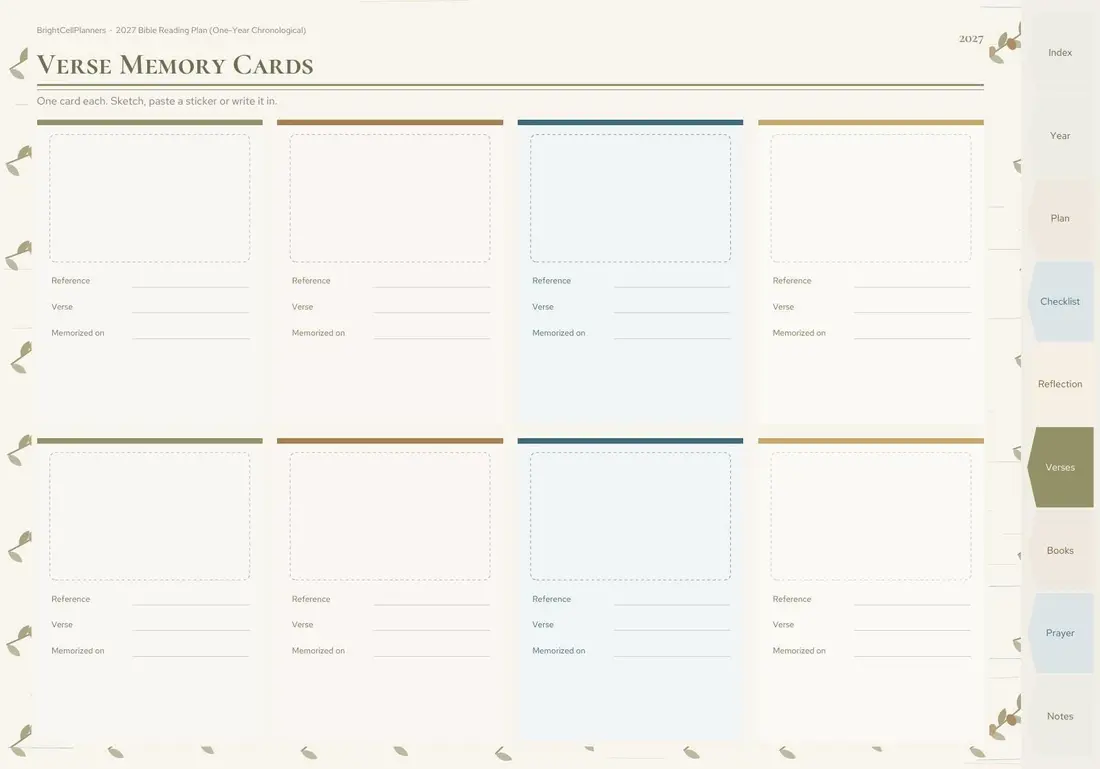 BrightCellPlanners · 2027 Bible Reading Plan (One-Year Chronological)
2027
Verse Memory Cards
One card each. Sketch, paste a sticker or write it in.
Reference Reference Reference Reference
Verse Verse Verse Verse
Memorized on Memorized on Memorized on Memorized on
Reference Reference Reference Reference
Verse Verse Verse Verse
Memorized on Memorized on Memorized on Memorized on
Index
Year
Plan
Checklist
Reflection
Verses
Books
Prayer
Notes